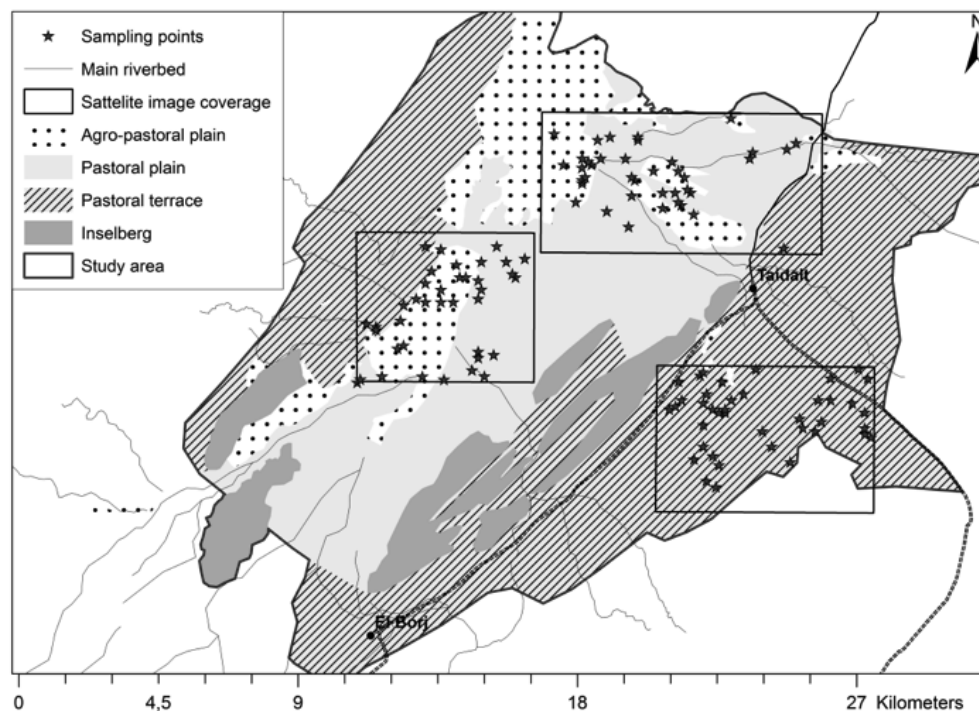 Sampling points
Main riverbed
Sattelite image coverage
Agro-pastoral plain
Pastoral plain
Pastoral terrace
Inselberg
Study area
N
Taidalt
El Borj
0 4,5 9 18 27 Kilometers